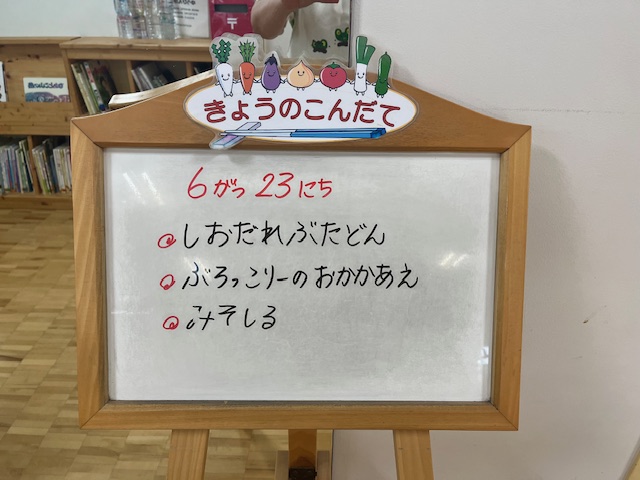 きょうのこんだて
6がつ23にち
しおだれぶたどん
ぶろっこりーのおかかあえ
みそしる